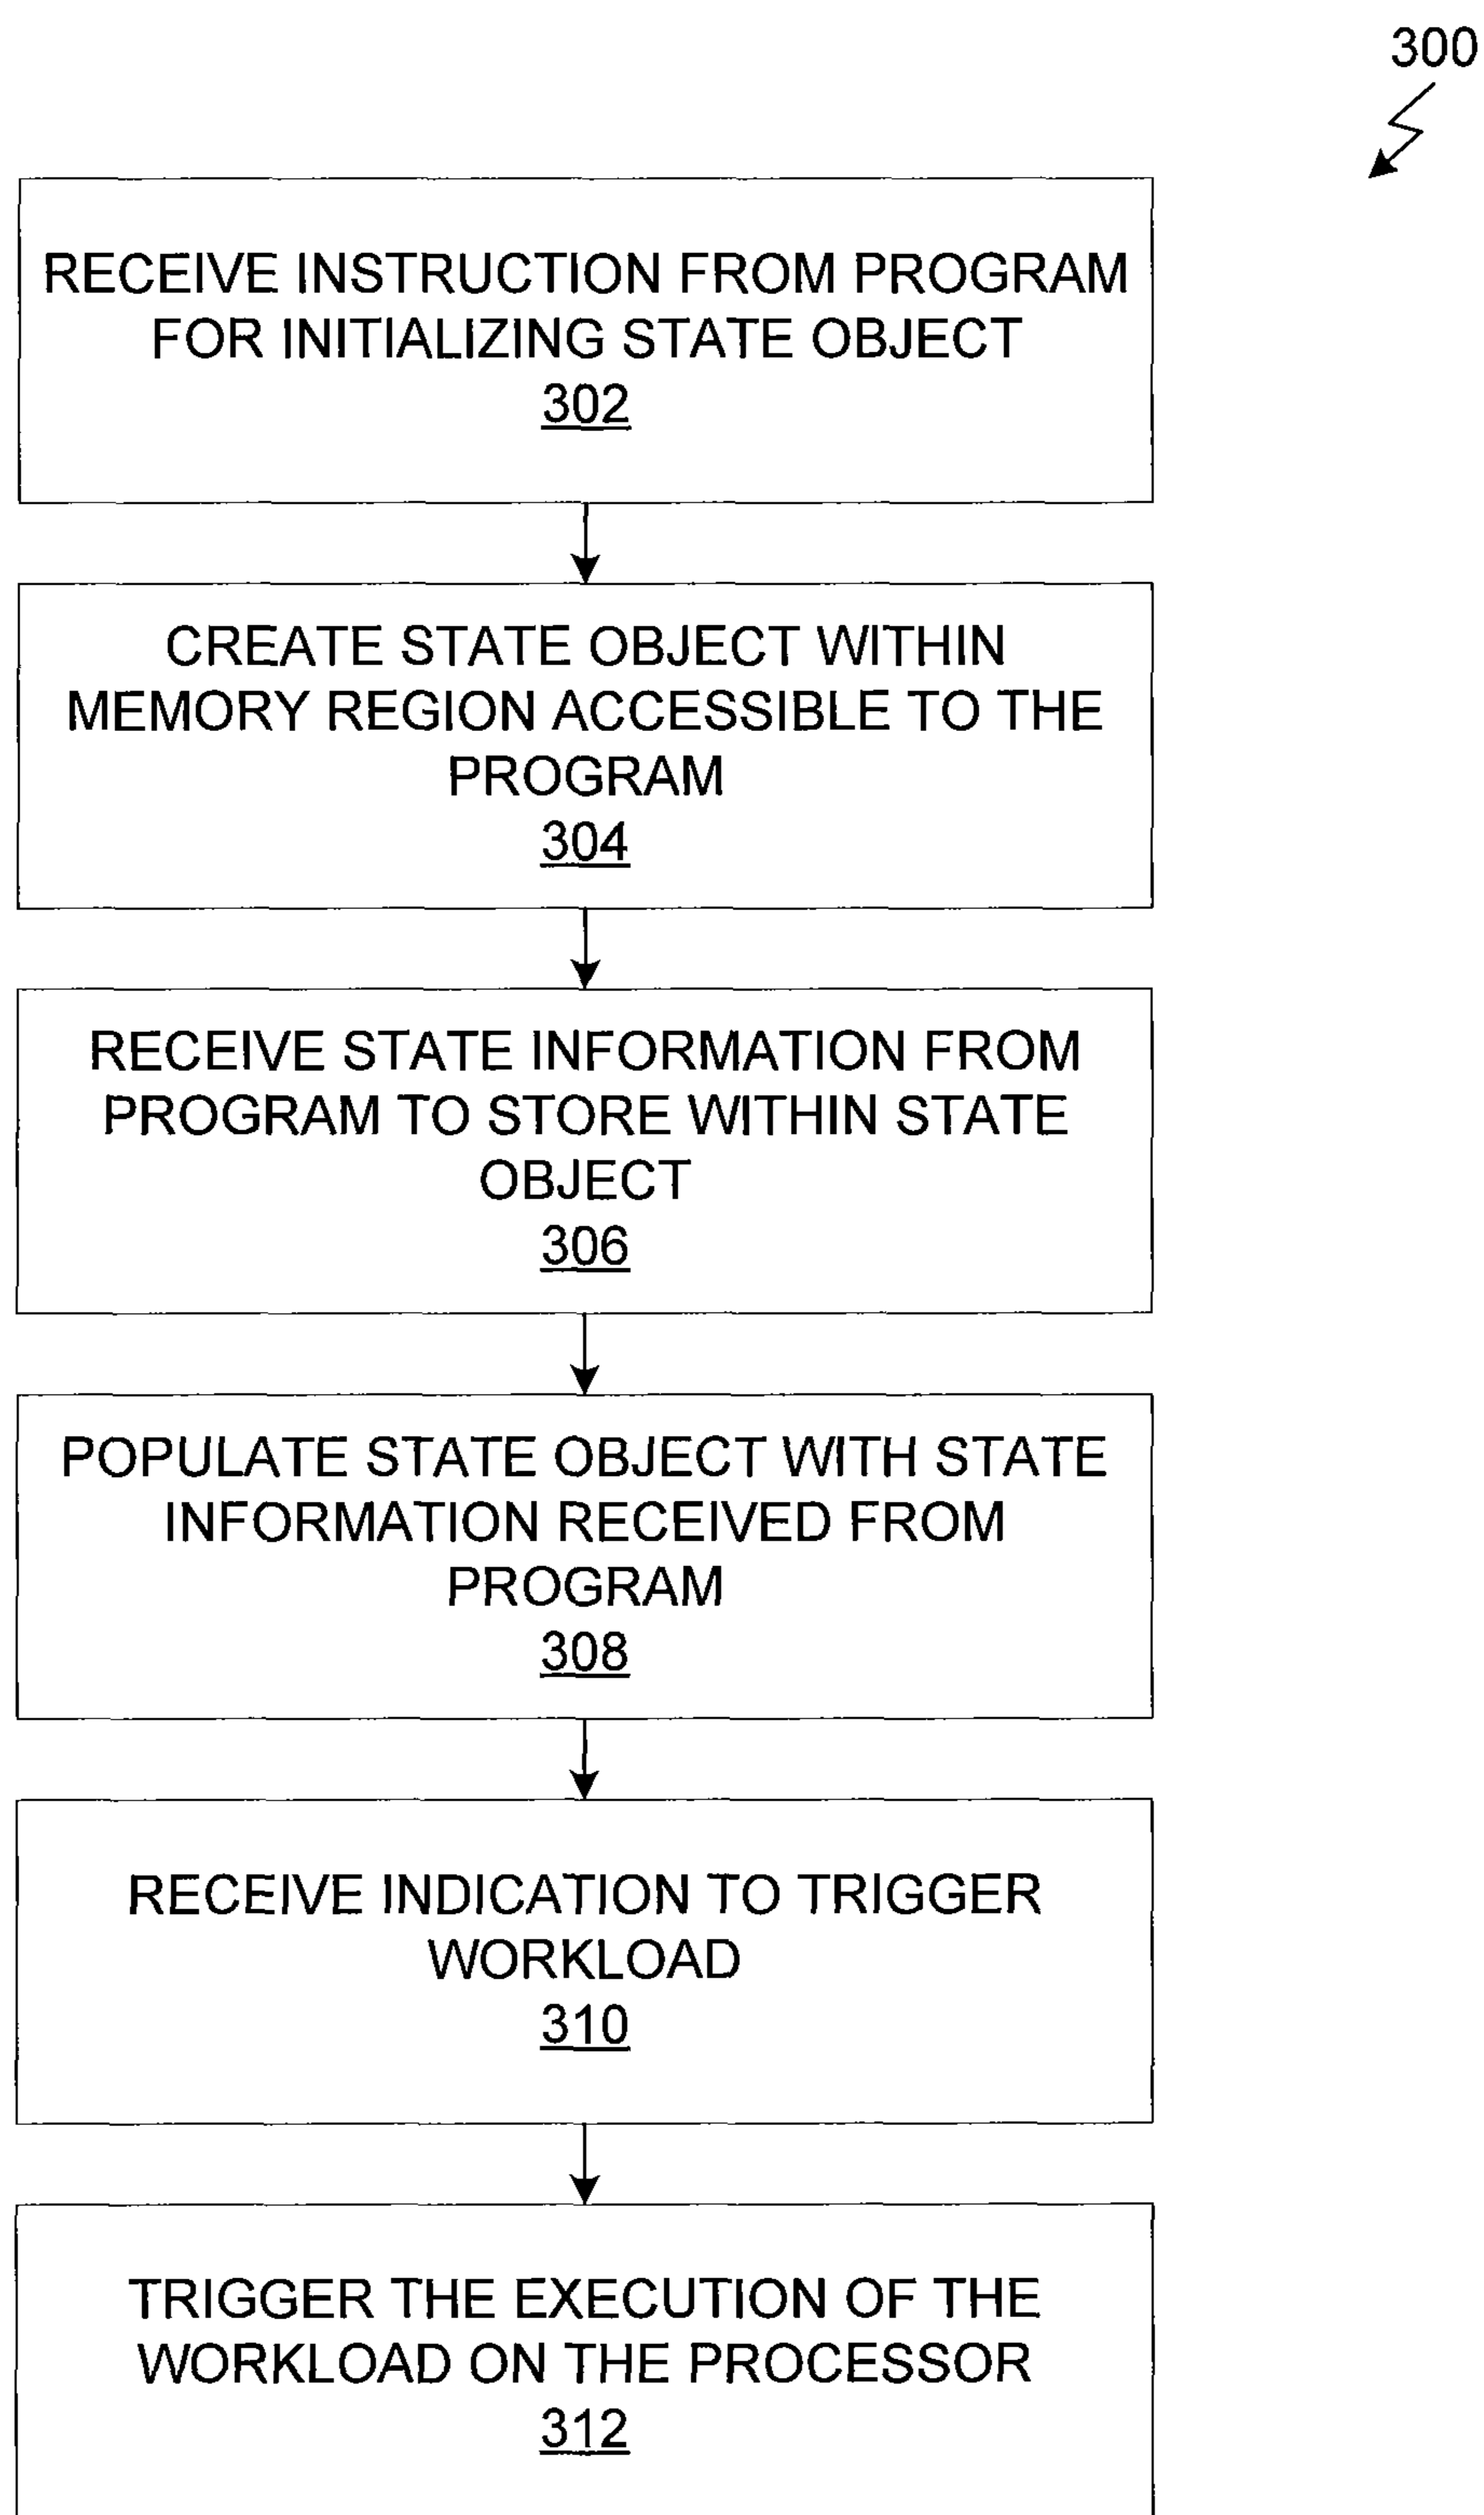 300
RECEIVE INSTRUCTION FROM PROGRAM
FOR INITIALIZING STATE OBJECT
302
CREATE STATE OBJECT WITHIN
MEMORY REGION ACCESSIBLE TO THE
PROGRAM
304
RECEIVE STATE INFORMATION FROM
PROGRAM TO STORE WITHIN STATE
OBJECT
306
POPULATE STATE OBJECT WITH STATE
INFORMATION RECEIVED FROM
PROGRAM
308
RECEIVE INDICATION TO TRIGGER
WORKLOAD
310
TRIGGER THE EXECUTION OF THE
WORKLOAD ON THE PROCESSOR
312